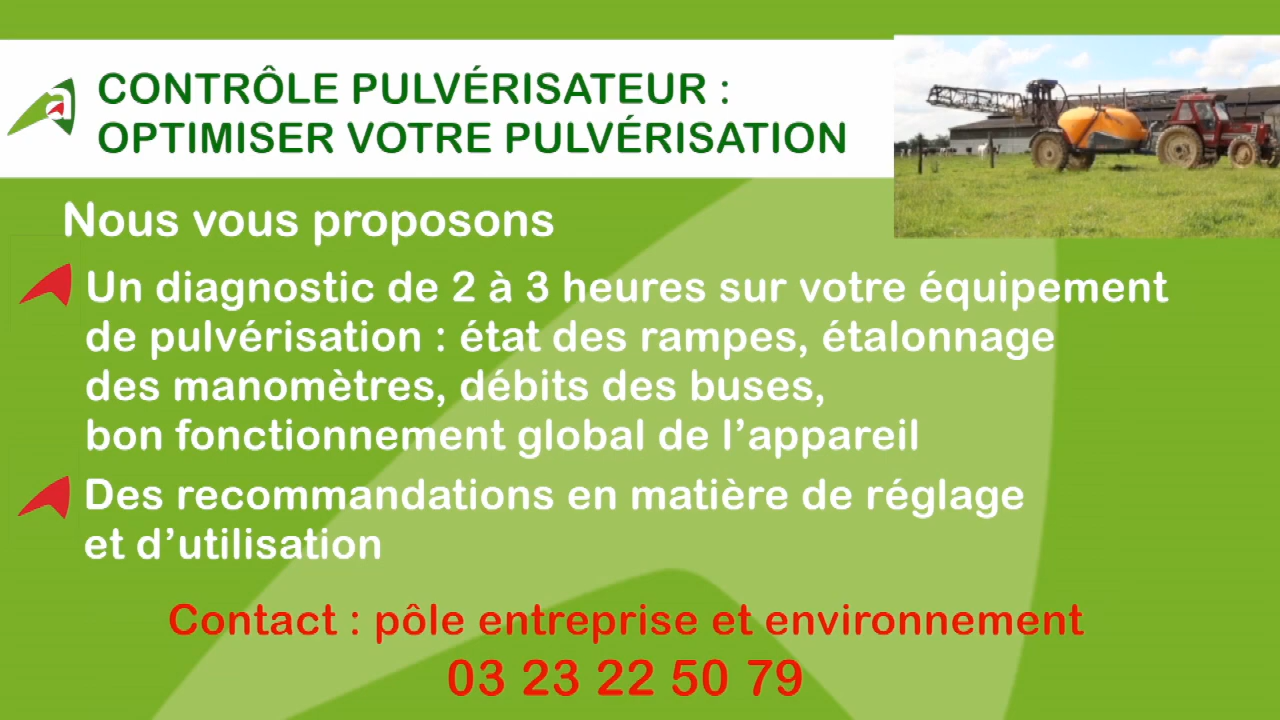 a
CONTRÔLE PULVÉRISATEUR :
OPTIMISER VOTRE PULVÉRISATION
Nous vous proposons
Un diagnostic de 2 à 3 heures sur votre équipement
de pulvérisation : état des rampes, étalonnage
des manomètres, débits des buses,
bon fonctionnement global de l’appareil
Des recommandations en matière de réglage
et d’utilisation
Contact : pôle entreprise et environnement
03 23 22 50 79